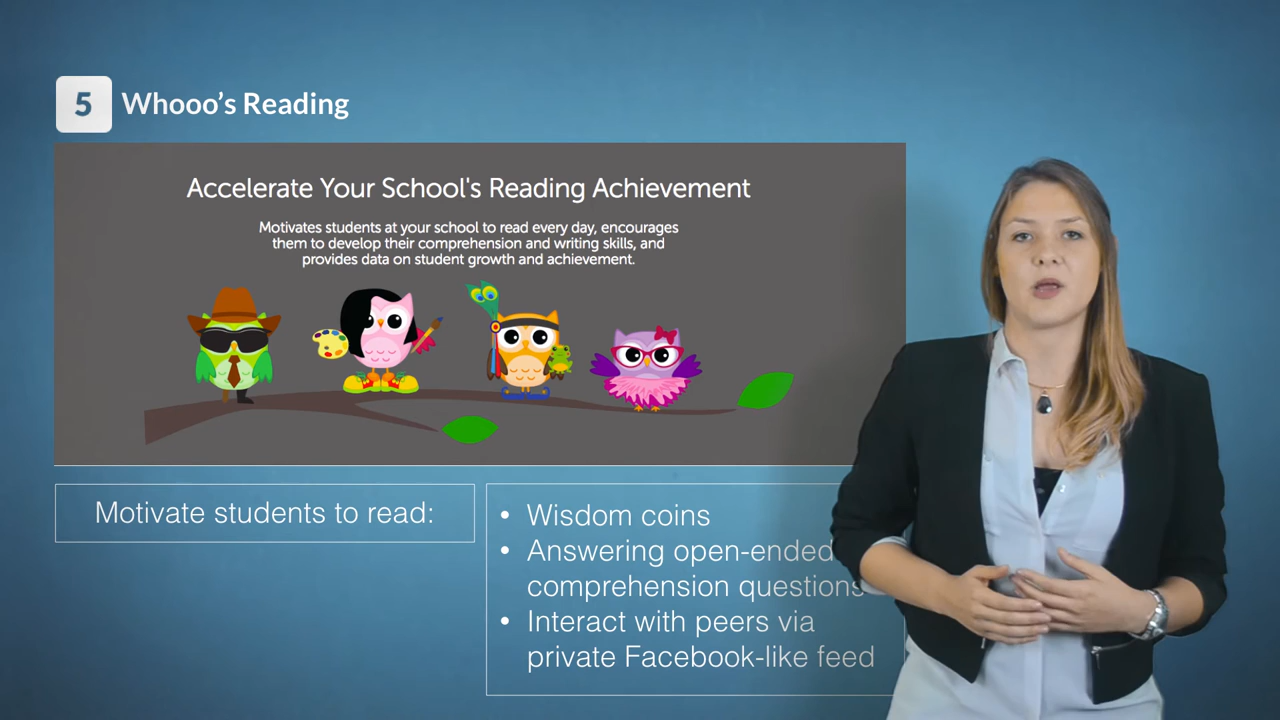 5 Whooo's Reading
Accelerate Your School's Reading Achievement
Motivates students at your school to read every day, encourages
them to develop their comprehension and writing skills, and
provides data on student growth and achievement.
Motivate students to read:
• Wisdom coins
• Answering open-ended
comprehension questions
• Interact with peers via
private Facebook-like feed